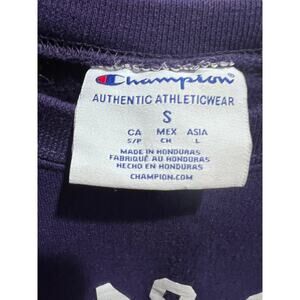 Champion
AUTHENTIC ATHLETICWEAR
S
CA MEX ASIA
S/P CH L
MADE IN HONDURAS
FABRIQUÉ AU HONDURAS
HECHO EN HONDURAS
CHAMPION.COM